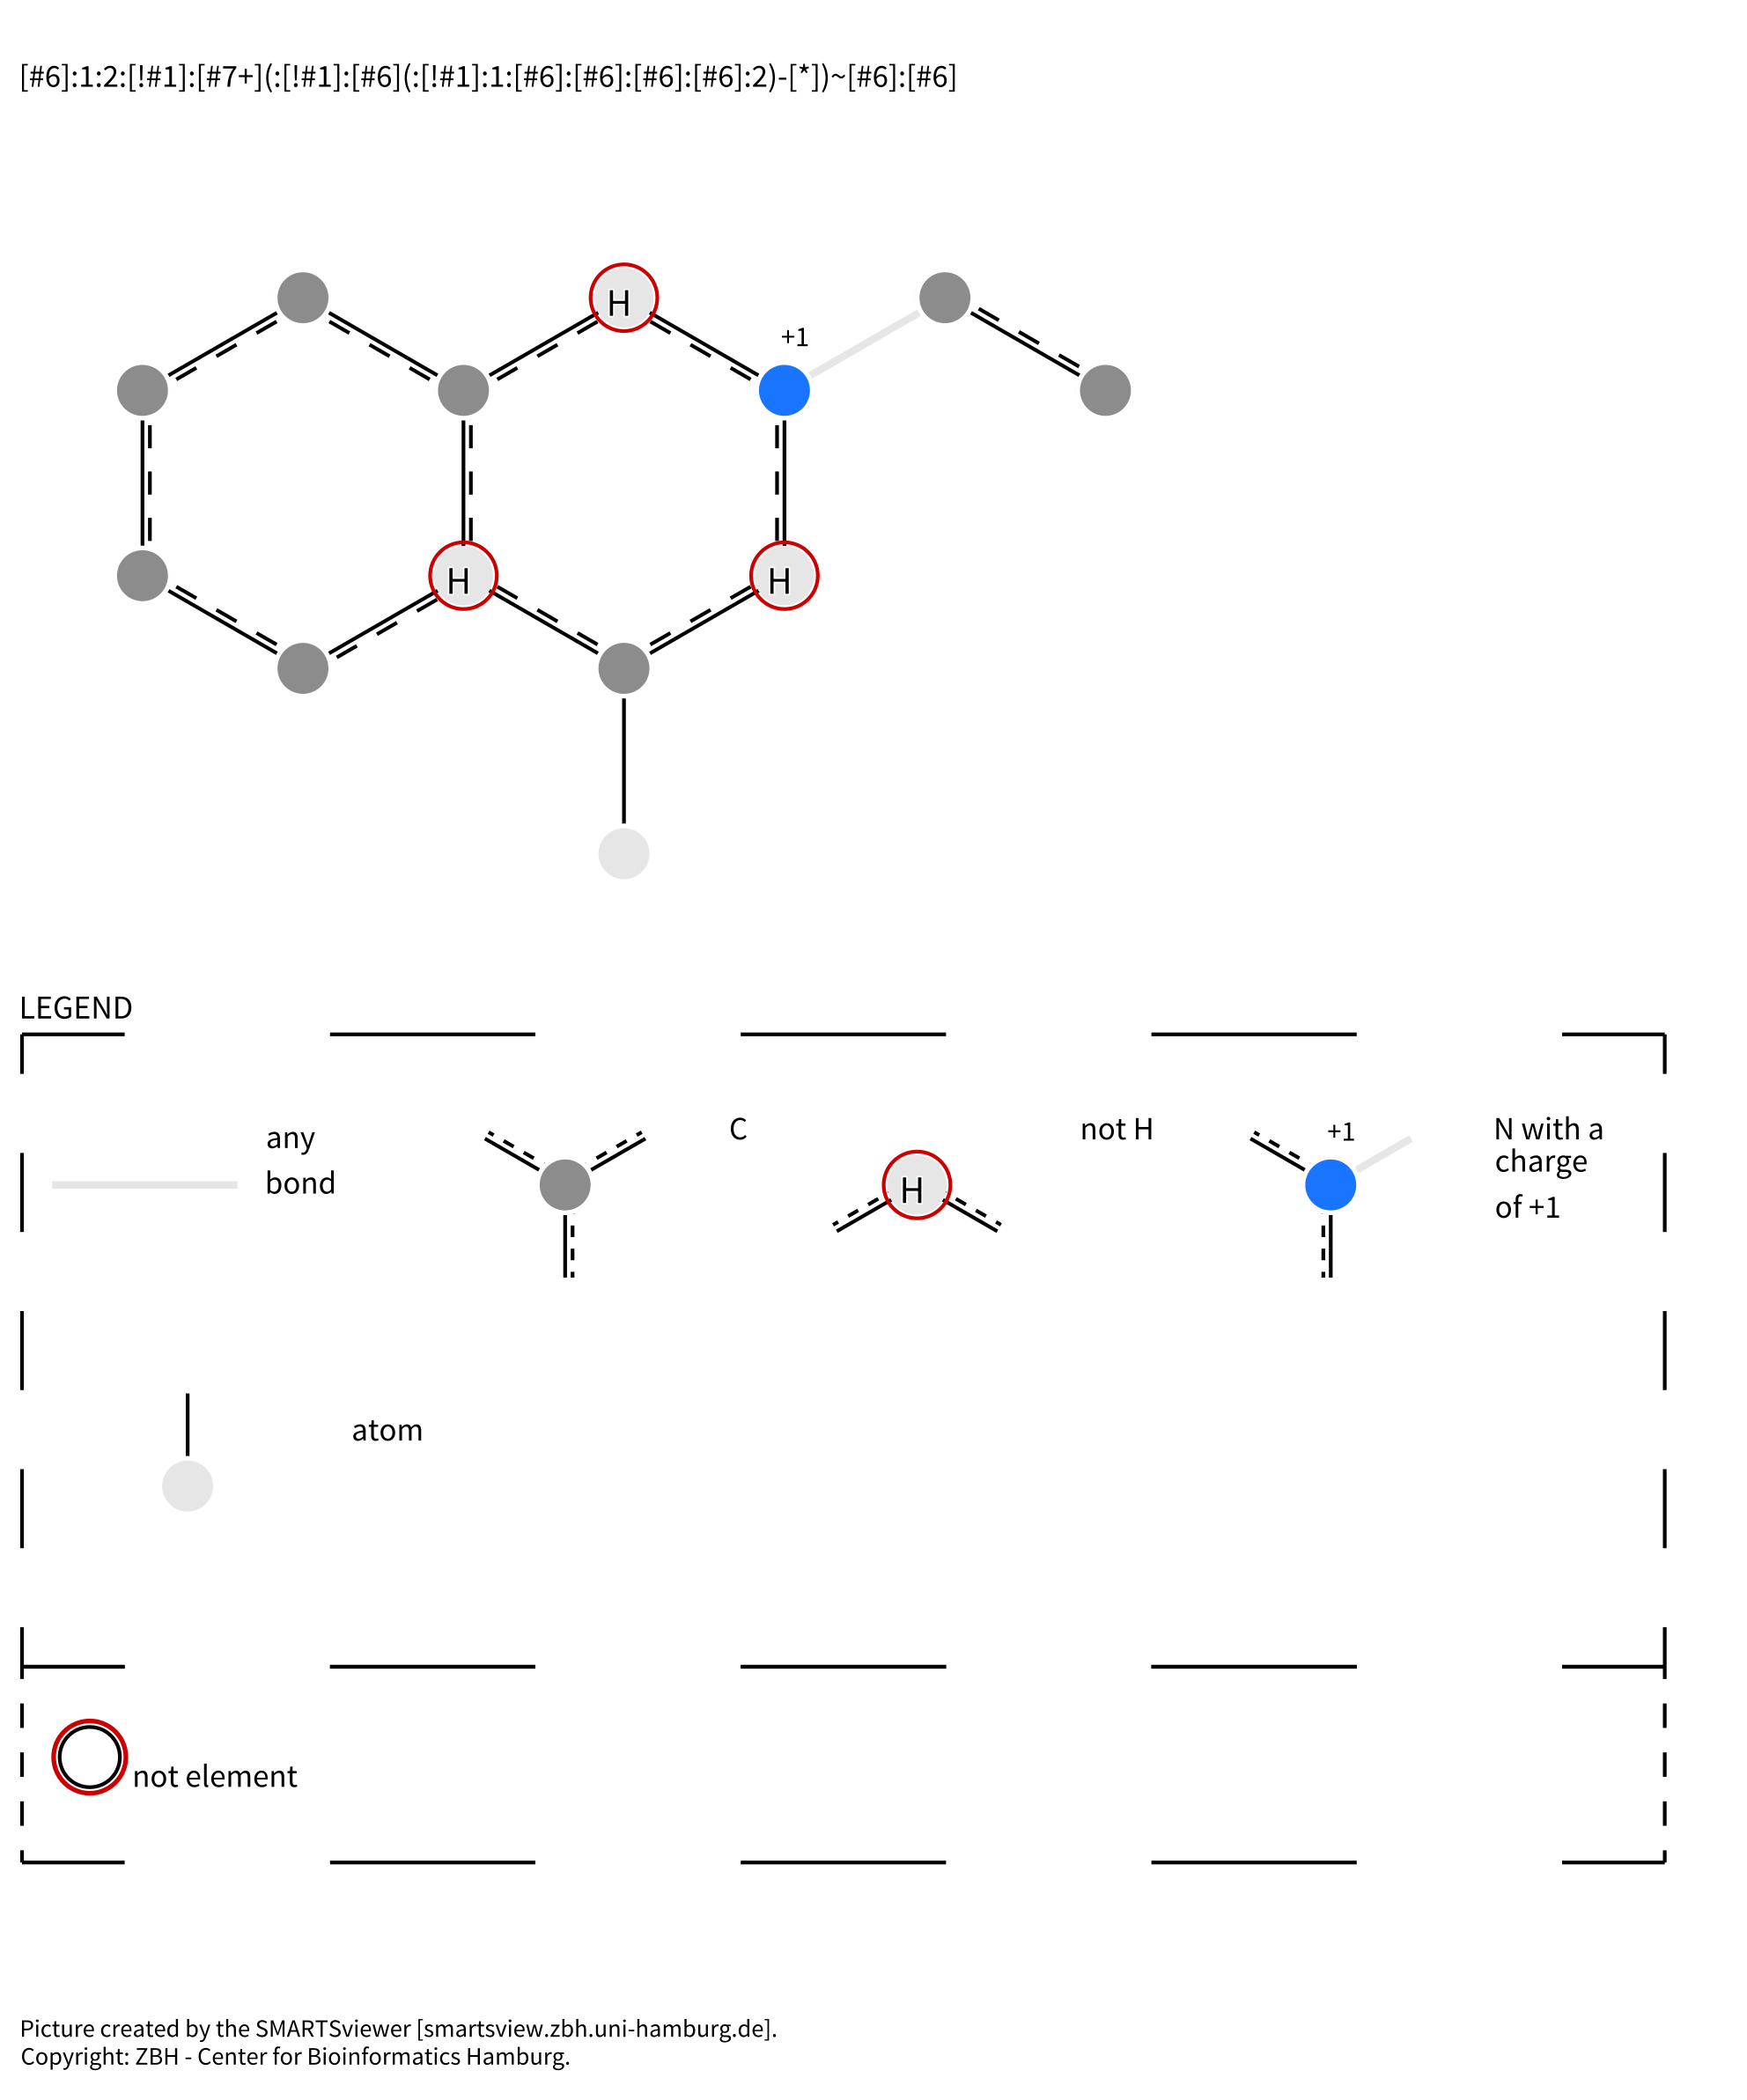 [#6]:1:2:[!#1]:[#7+](:[!#1]:[#6](:[!#1]:1:[#6]:[#6]:[#6]:[#6]:2)-[*])~[#6]:[#6]
H
+1
H
H
LEGEND
any
bond
C
H
not H
+1
N with a
charge
of +1
atom
not element
Picture created by the SMARTSviewer [smartsview.zbh.uni-hamburg.de].
Copyright: ZBH - Center for Bioinformatics Hamburg.